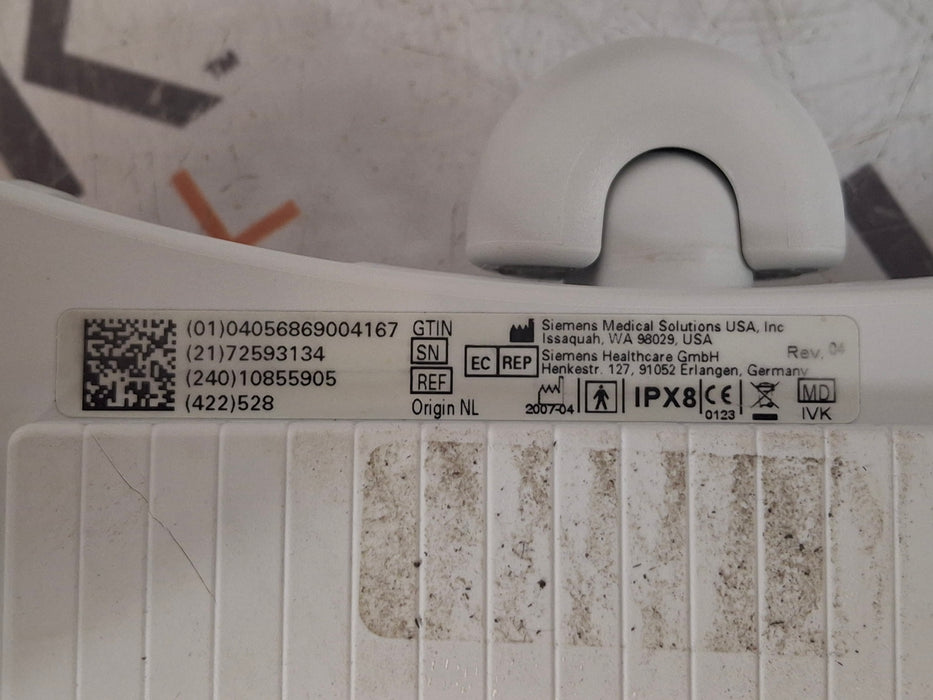 TM
(01)04056869004167 GTIN
(21)72593134 SN
(240)10855905 REF
(422)528 Origin NL
Siemens Medical Solutions USA, Inc
Issaquah, WA 98029, USA
EC REP Siemens Healthcare GmbH
Henkestr. 127, 91052 Erlangen, Germany
Rev. 04
2007-04
IPX8
CE
0123
MD
IVK